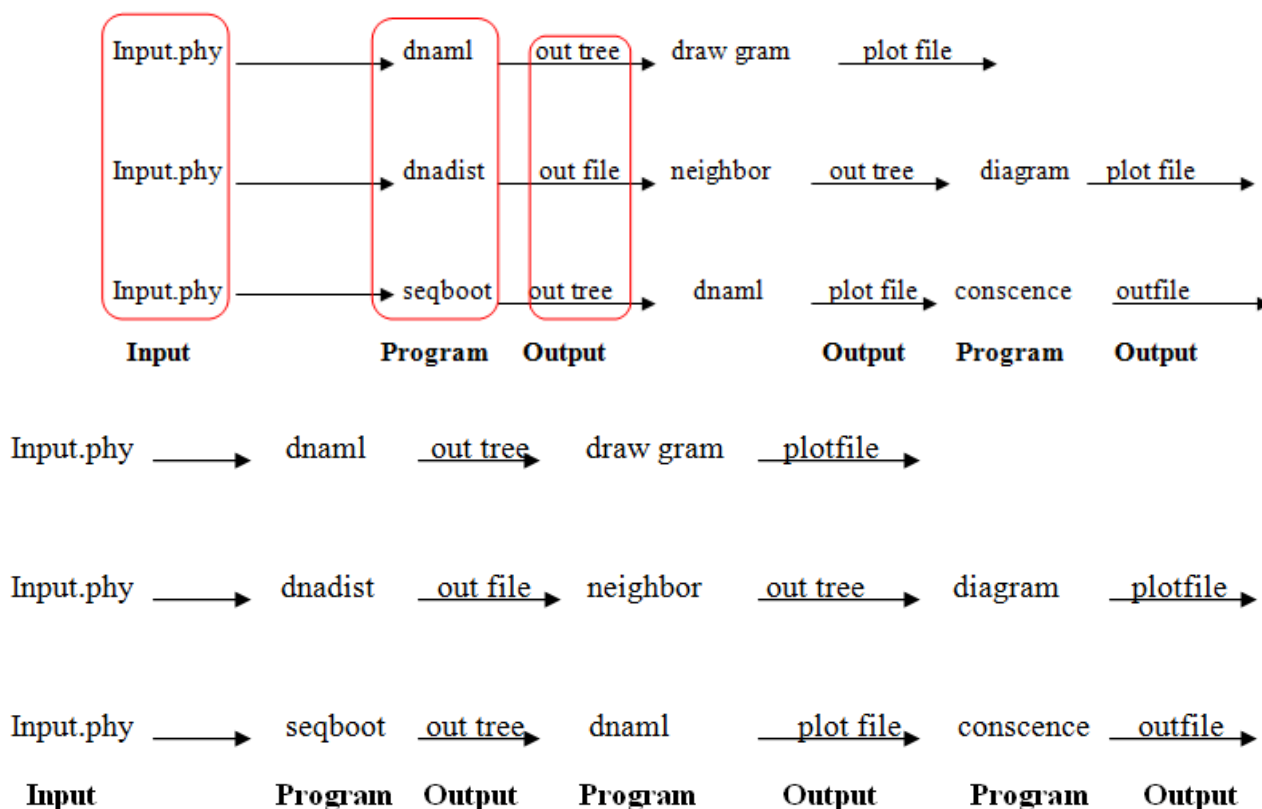 Input.phy dnaml out tree draw gram plot file
Input.phy dnadist out file neighbor out tree diagram plot file
Input.phy seqboot out tree dnaml plot file conscence outfile
Input Program Output Output Program Output
Input.phy dnaml out tree draw gram plotfile
Input.phy dnadist out file neighbor out tree diagram plotfile
Input.phy seqboot out tree dnaml plot file conscence outfile
Input Program Output Program Output Program Output